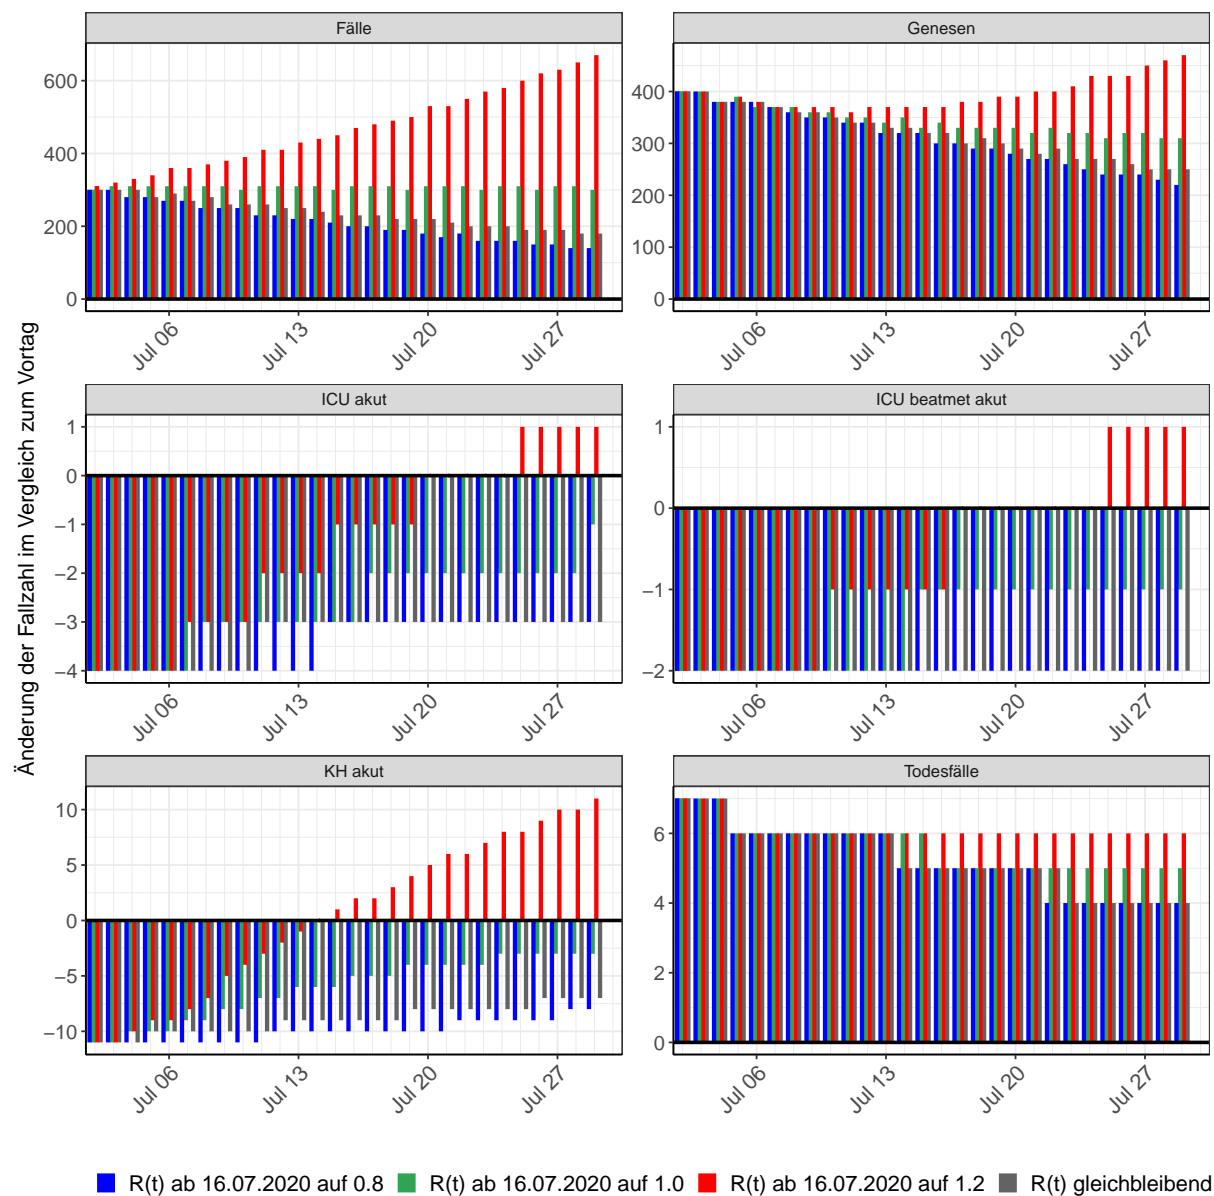 Fälle
Genesen
600
400
200
0
400
300
200
100
0
Jul 06
Jul 13
Jul 20
Jul 27
Jul 06
Jul 13
Jul 20
Jul 27
Änderung der Fallzahl im Vergleich zum Vortag
ICU akut
ICU beatmet akut
1
0
−1
−2
−3
−4
1
0
−1
−2
Jul 06
Jul 13
Jul 20
Jul 27
Jul 06
Jul 13
Jul 20
Jul 27
KH akut
Todesfälle
10
5
0
−5
−10
6
4
2
0
Jul 06
Jul 13
Jul 20
Jul 27
Jul 06
Jul 13
Jul 20
Jul 27
R(t) ab 16.07.2020 auf 0.8
R(t) ab 16.07.2020 auf 1.0
R(t) ab 16.07.2020 auf 1.2
R(t) gleichbleibend